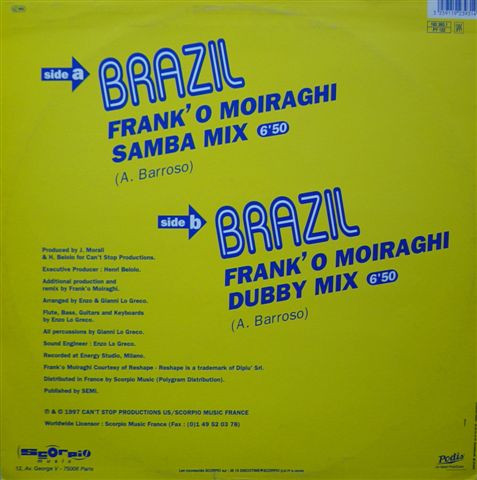 side a BRAZIL
FRANK'O MOIRAGHI
SAMBA MIX 6'50
(A. Barroso)
side b BRAZIL
FRANK'O MOIRAGHI
DUBBY MIX 6'50
(A. Barroso)
Produced by J. Morali
& H. Belolo for Can't Stop Productions.
Executive Producer : Henri Belolo.
Additional production and
remix by Frank'o Moiraghi.
Arranged by Enzo & Gianni Lo Greco.
Flute, Bass, Guitars and Keyboards
by Enzo Lo Greco.
All percussions by Gianni Lo Greco.
Sound Engineer : Enzo Lo Greco.
Recorded at Energy Studio, Milano.
Frank'o Moiraghi Courtesy of Reshape - Reshape is a trademark of Dipiu' Srl.
Distributed in France by Scorpio Music (Polygram Distribution).
Published by SEMI.
℗ & © 1997 CAN'T STOP PRODUCTIONS US/SCORPIO MUSIC FRANCE
Worldwide Licensor : Scorpio Music France (Fax : (0)1 49 52 03 78)
scorpio
music
12, Av. George V - 75008 Paris
Podis